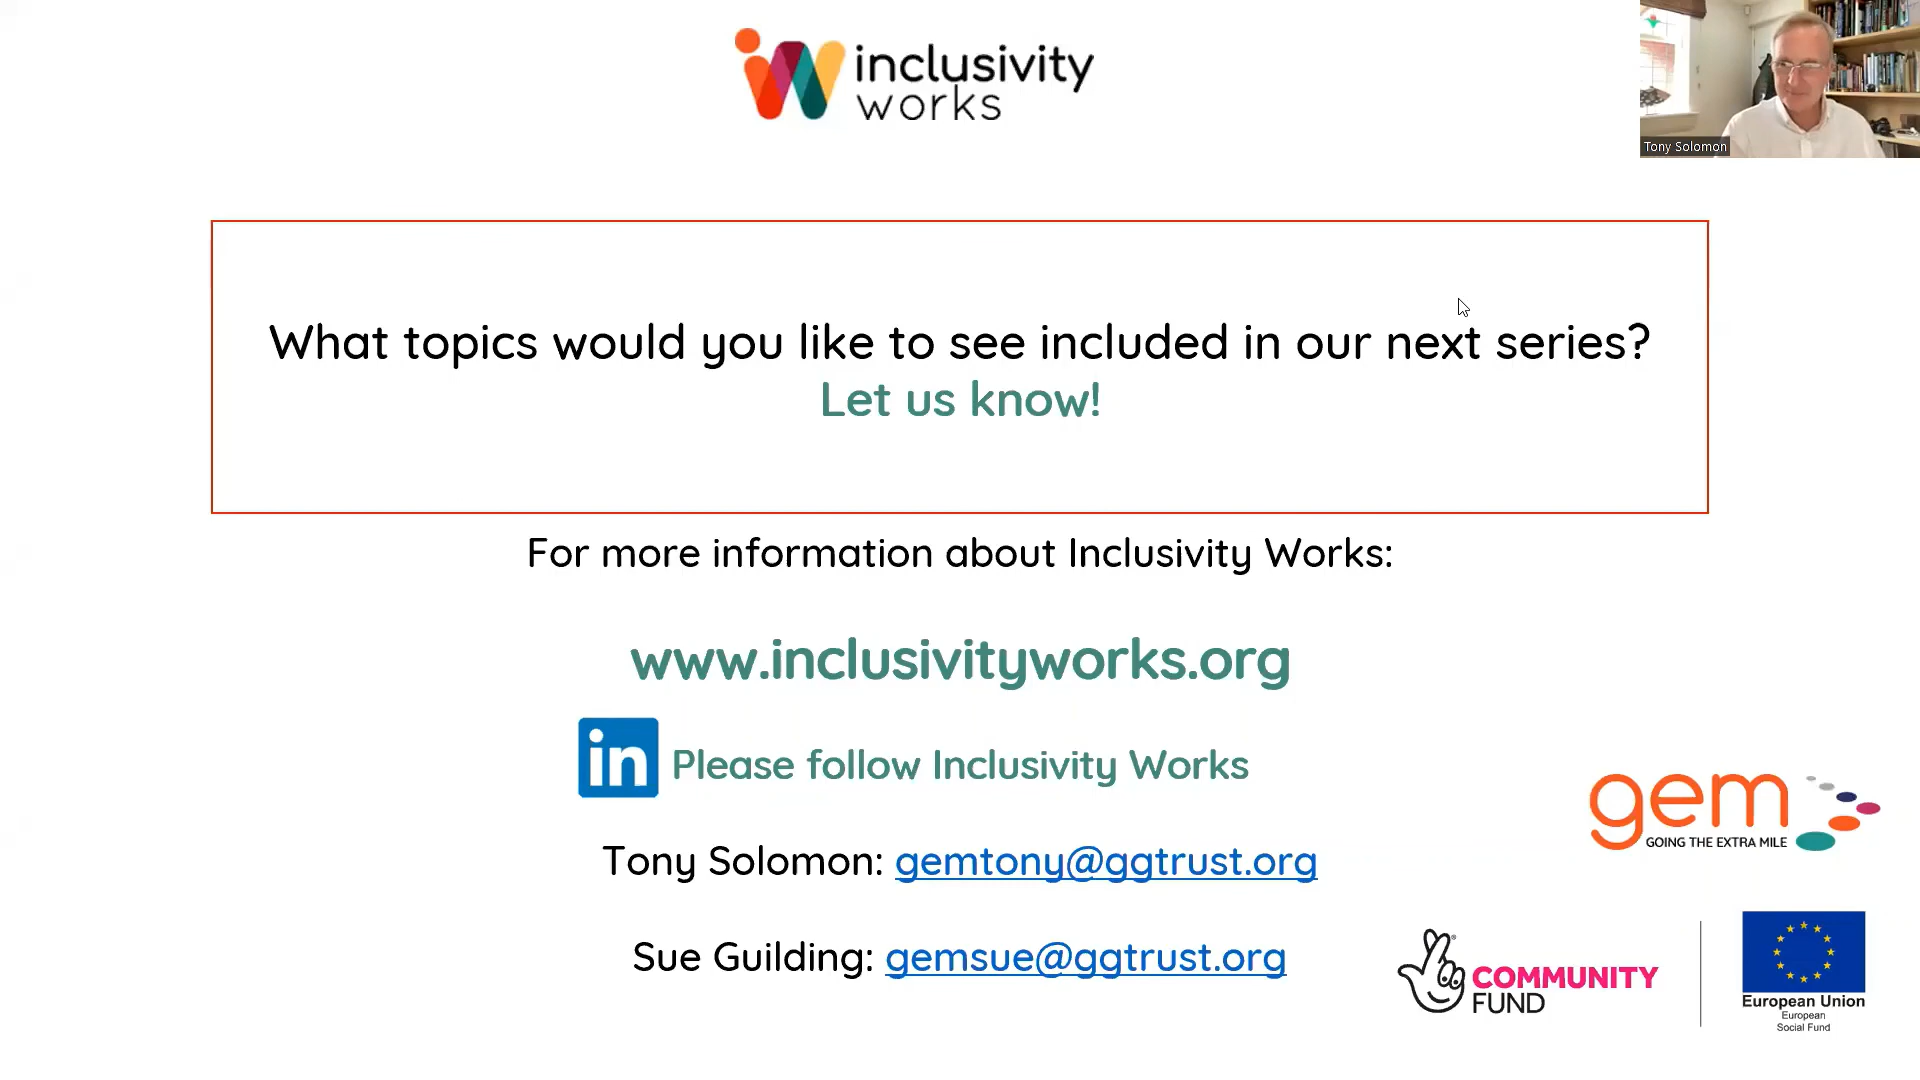 inclusivity
works
Tony Solomon
What topics would you like to see included in our next series?
Let us know!
For more information about Inclusivity Works:
www.inclusivityworks.org
in Please follow Inclusivity Works
gem
GOING THE EXTRA MILE
Tony Solomon: gemtony@ggtrust.org
Sue Guilding: gemsue@ggtrust.org
COMMUNITY
FUND
European Union
European
Social Fund